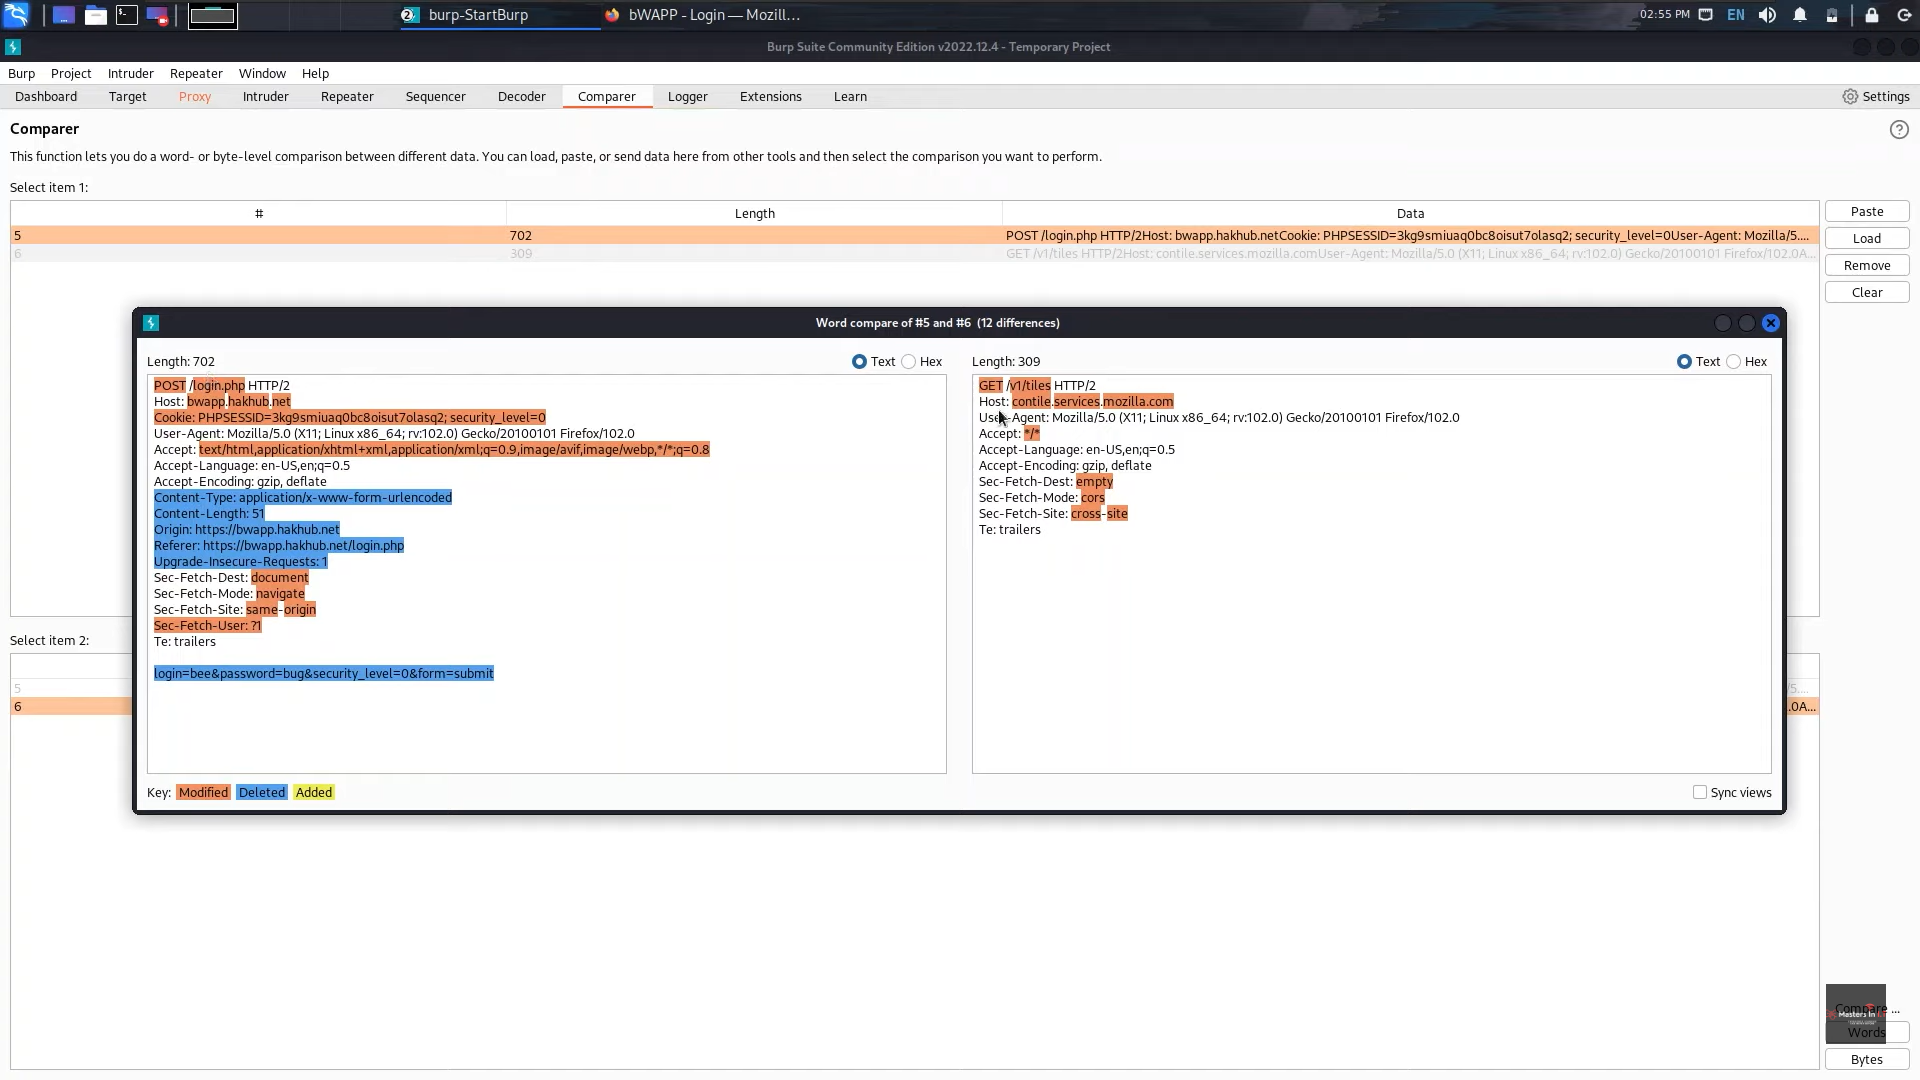 burp-StartBurp
bWAPP - Login — Mozill...
02:55 PM
EN
Burp Suite Community Edition v2022.12.4 - Temporary Project
Burp Project Intruder Repeater Window Help
Dashboard Target Proxy Intruder Repeater Sequencer Decoder Comparer Logger Extensions Learn
Settings
Comparer
This function lets you do a word- or byte-level comparison between different data. You can load, paste, or send data here from other tools and then select the comparison you want to perform.
Select item 1:
# Length Data
5 702 POST /login.php HTTP/2Host: bwapp.hakhub.netCookie: PHPSESSID=3kg9smiuaq0bc8oisut7olasq2; security_level=0User-Agent: Mozilla/5....
6 309 GET /v1/tiles HTTP/2Host: contile.services.mozilla.comUser-Agent: Mozilla/5.0 (X11; Linux x86_64; rv:102.0) Gecko/20100101 Firefox/102.0A...
Paste
Load
Remove
Clear
Word compare of #5 and #6 (12 differences)
Length: 702
Text Hex
POST /login.php HTTP/2
Host: bwapp.hakhub.net
Cookie: PHPSESSID=3kg9smiuaq0bc8oisut7olasq2; security_level=0
User-Agent: Mozilla/5.0 (X11; Linux x86_64; rv:102.0) Gecko/20100101 Firefox/102.0
Accept: text/html,application/xhtml+xml,application/xml;q=0.9,image/avif,image/webp,*/*;q=0.8
Accept-Language: en-US,en;q=0.5
Accept-Encoding: gzip, deflate
Content-Type: application/x-www-form-urlencoded
Content-Length: 51
Origin: https://bwapp.hakhub.net
Referer: https://bwapp.hakhub.net/login.php
Upgrade-Insecure-Requests: 1
Sec-Fetch-Dest: document
Sec-Fetch-Mode: navigate
Sec-Fetch-Site: same-origin
Sec-Fetch-User: ?1
Te: trailers
login=bee&password=bug&security_level=0&form=submit
Length: 309
Text Hex
GET /v1/tiles HTTP/2
Host: contile.services.mozilla.com
User-Agent: Mozilla/5.0 (X11; Linux x86_64; rv:102.0) Gecko/20100101 Firefox/102.0
Accept: */*
Accept-Language: en-US,en;q=0.5
Accept-Encoding: gzip, deflate
Sec-Fetch-Dest: empty
Sec-Fetch-Mode: cors
Sec-Fetch-Site: cross-site
Te: trailers
Key: Modified Deleted Added
Sync views
Select item 2:
5 /5....
6 .0A...
Compare ...
Masters In
Words
Bytes